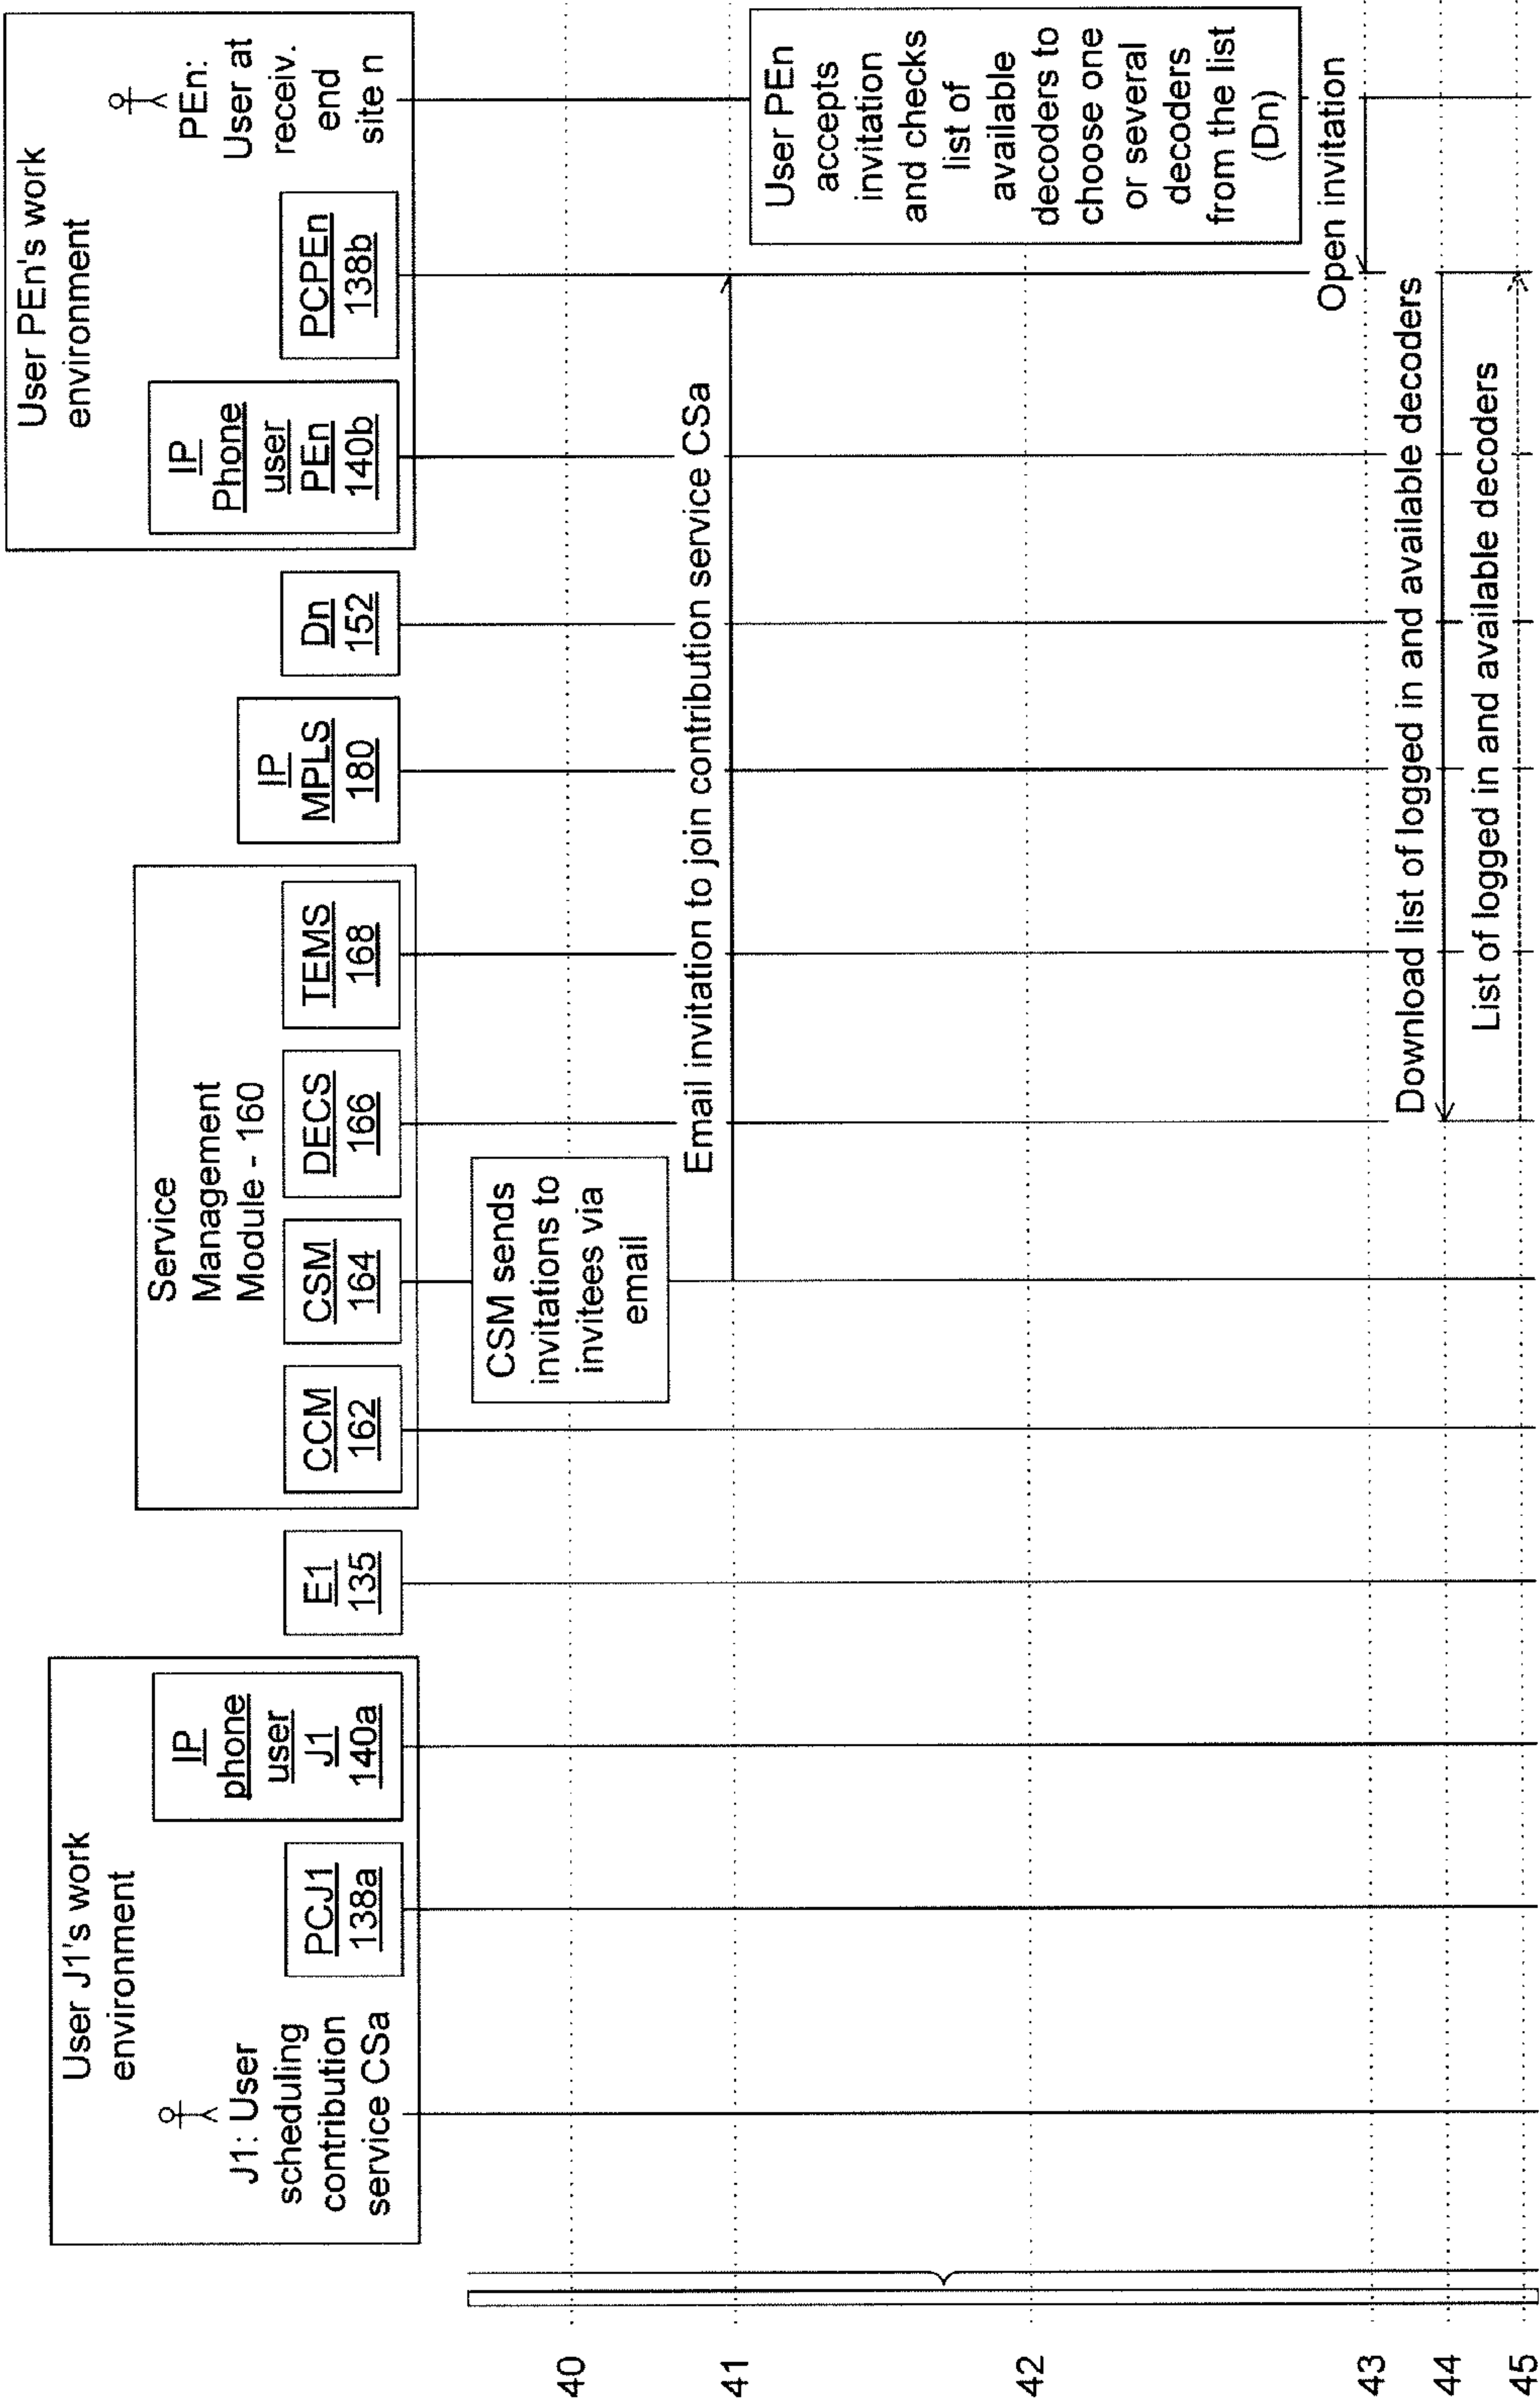 User J1's work
environment
J1: User
scheduling
contribution
service CSa
PCJ1
138a
IP
phone
user
J1
140a
E1
135
Service
Management
Module - 160
CCM
162
CSM
164
DECS
166
TEMS
168
IP
MPLS
180
Dn
152
User PEn's work
environment
IP
Phone
user
PEn
140b
PCPEn
138b
PEn:
User at
receiv.
end
site n
40
CSM sends
invitations to
invitees via
email
41
Email invitation to join contribution service CSa
42
User PEn
accepts
invitation
and checks
list of
available
decoders to
choose one
or several
decoders
from the list
(Dn)
43
Open invitation
44
Download list of logged in and available decoders
45
List of logged in and available decoders